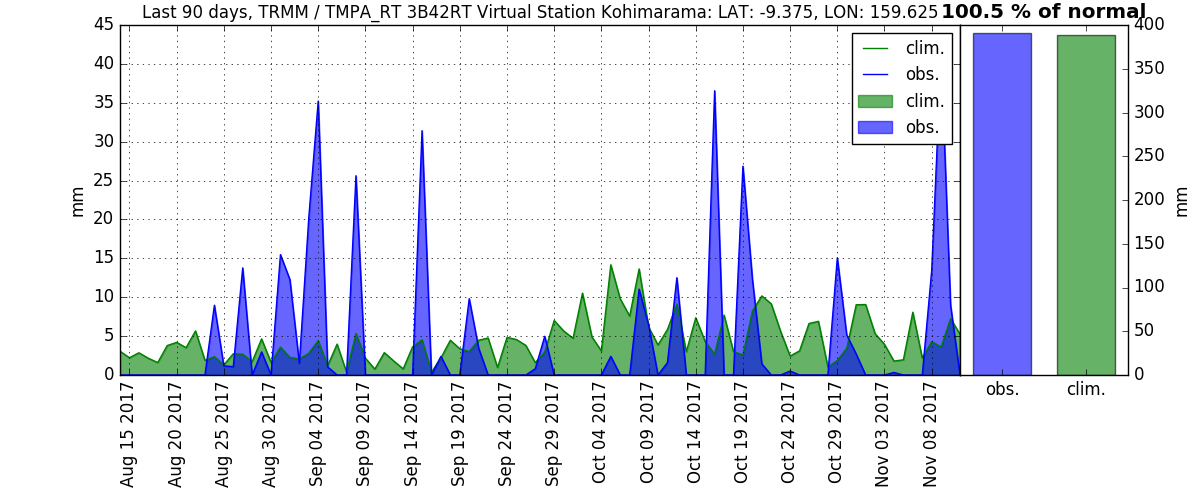 Last 90 days, TRMM / TMPA_RT 3B42RT Virtual Station Kohimarama: LAT: -9.375, LON: 159.625 100.5 % of normal
45
40
35
30
25
20
15
10
5
0
mm
clim.
obs.
clim.
obs.
400
350
300
250
200
150
100
50
0
mm
obs.
clim.
Aug 15 2017
Aug 20 2017
Aug 25 2017
Aug 30 2017
Sep 04 2017
Sep 09 2017
Sep 14 2017
Sep 19 2017
Sep 24 2017
Sep 29 2017
Oct 04 2017
Oct 09 2017
Oct 14 2017
Oct 19 2017
Oct 24 2017
Oct 29 2017
Nov 03 2017
Nov 08 2017